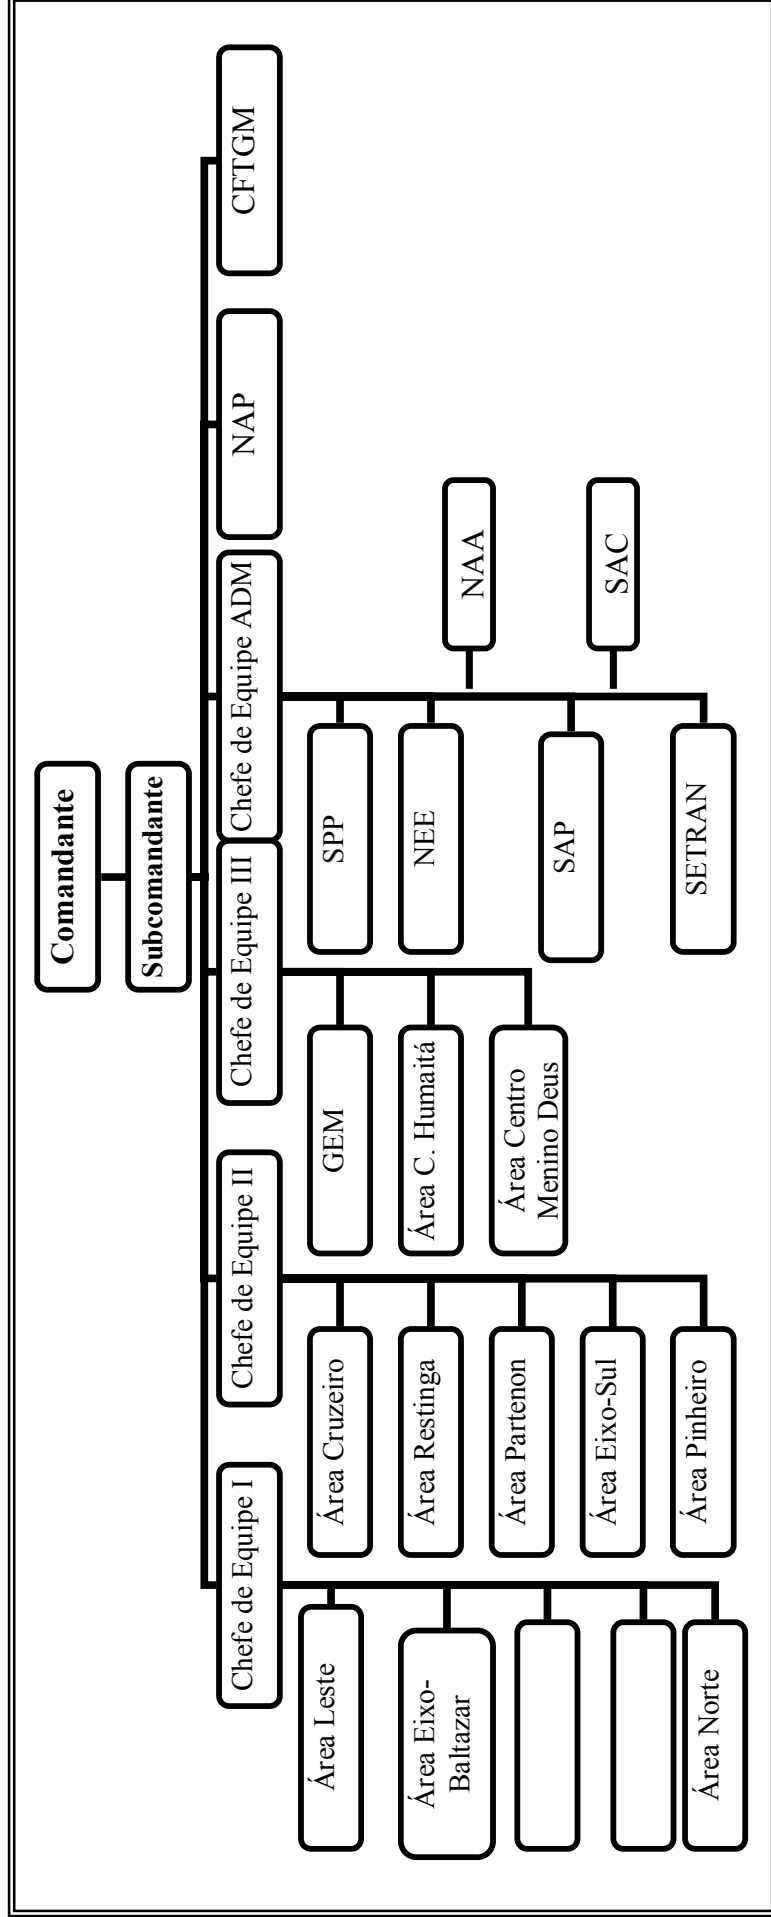 Comandante
Subcomandante
Chefe de Equipe I
Chefe de Equipe II
Chefe de Equipe III
Chefe de Equipe ADM
NAP
CFTGM
Área Leste
Área Eixo-
Baltazar
Área Norte
Área Cruzeiro
Área Restinga
Área Partenon
Área Eixo-Sul
Área Pinheiro
GEM
Área C. Humaitá
Área Centro
Menino Deus
SPP
NEE
SAP
SETRAN
NAA
SAC